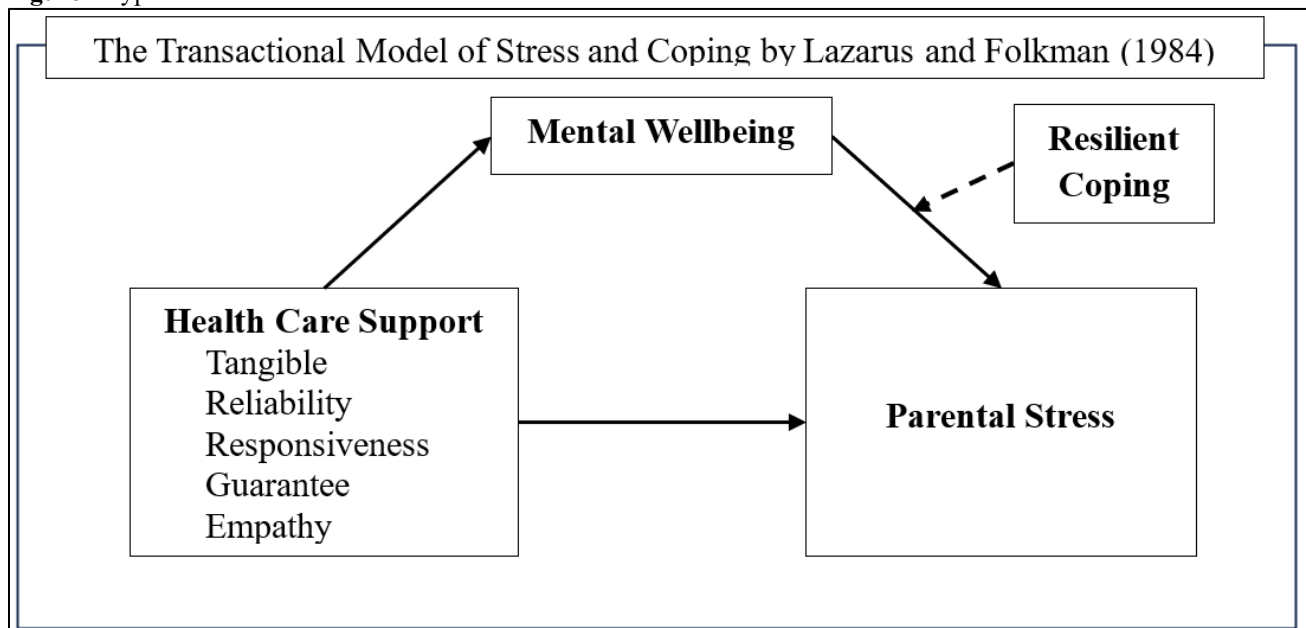 The Transactional Model of Stress and Coping by Lazarus and Folkman (1984)
Mental Wellbeing
Resilient
Coping
Health Care Support
Tangible
Reliability
Responsiveness
Guarantee
Empathy
Parental Stress